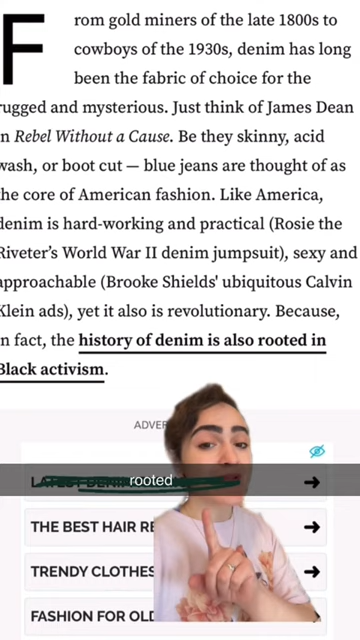 From gold miners of the late 1800s to
cowboys of the 1930s, denim has long
been the fabric of choice for the
rugged and mysterious. Just think of James Dean
in Rebel Without a Cause. Be they skinny, acid
wash, or boot cut — blue jeans are thought of as
the core of American fashion. Like America,
denim is hard-working and practical (Rosie the
Riveter’s World War II denim jumpsuit), sexy and
approachable (Brooke Shields' ubiquitous Calvin
Klein ads), yet it also is revolutionary. Because,
in fact, the history of denim is also rooted in
Black activism.
ADVER
rooted
THE BEST HAIR RE
TRENDY CLOTHES
FASHION FOR OLD